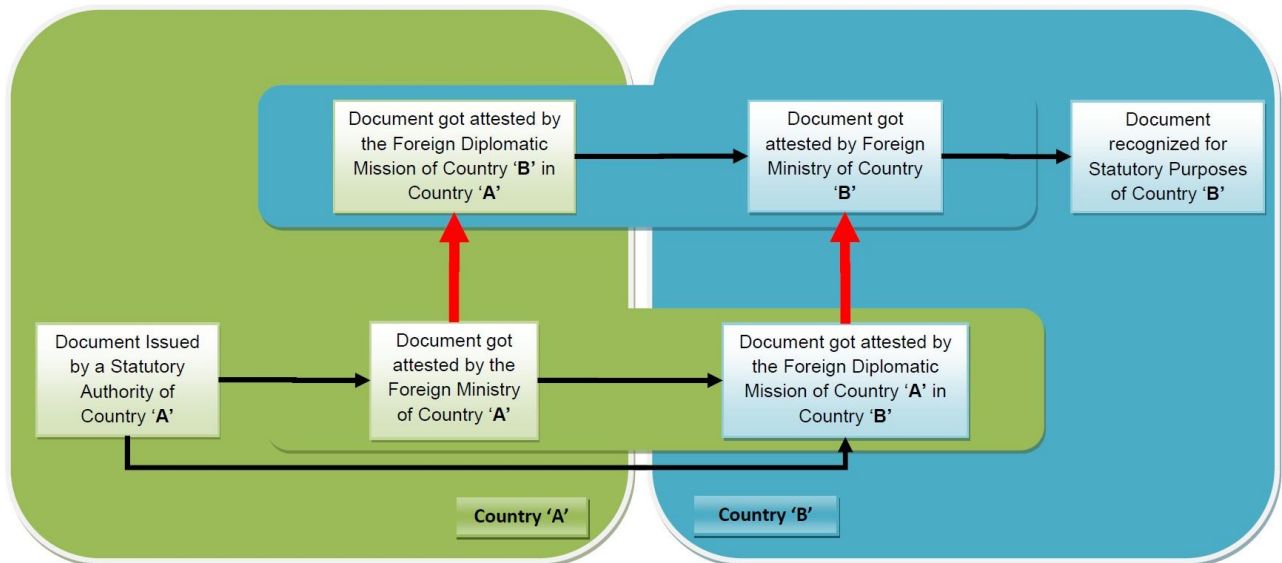 Document got attested by
the Foreign Diplomatic
Mission of Country ‘B’ in
Country ‘A’
Document got
attested by Foreign
Ministry of Country
‘B’
Document
recognized for
Statutory Purposes
of Country ‘B’
Document Issued
by a Statutory
Authority of
Country ‘A’
Document got
attested by the
Foreign Ministry
of Country ‘A’
Document got attested by
the Foreign Diplomatic
Mission of Country ‘A’ in
Country ‘B’
Country ‘A’
Country ‘B’